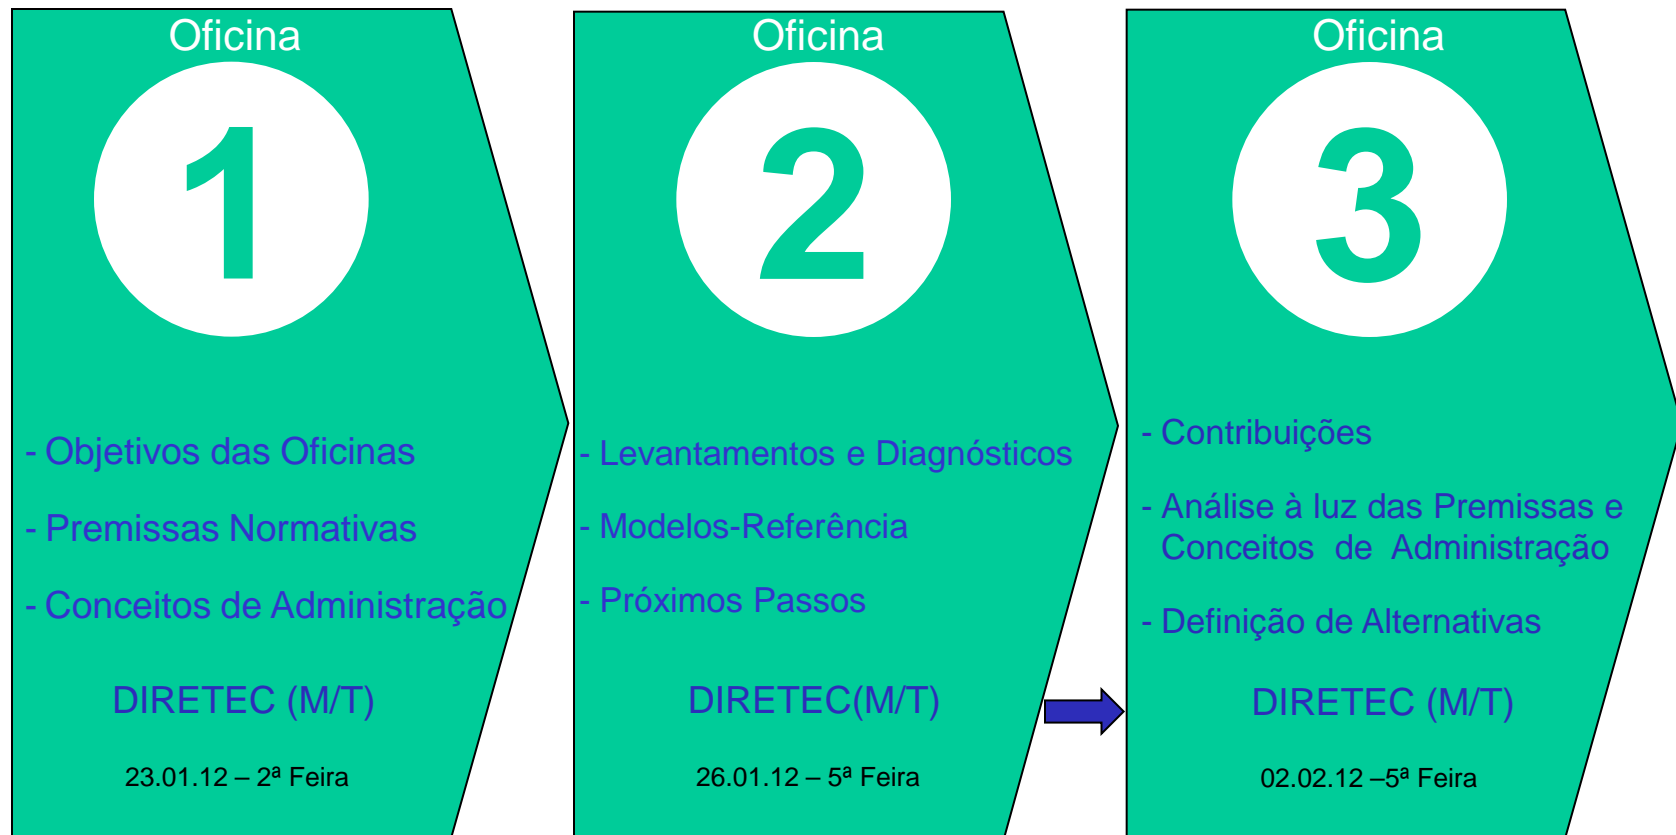 Oficina
1
- Objetivos das Oficinas
- Premissas Normativas
- Conceitos de Administração
DIRETEC (M/T)
23.01.12 – 2ª Feira
Oficina
2
- Levantamentos e Diagnósticos
- Modelos-Referência
- Próximos Passos
DIRETEC(M/T)
26.01.12 – 5ª Feira
Oficina
3
- Contribuições
- Análise à luz das Premissas e
Conceitos de Administração
- Definição de Alternativas
DIRETEC (M/T)
02.02.12 –5ª Feira